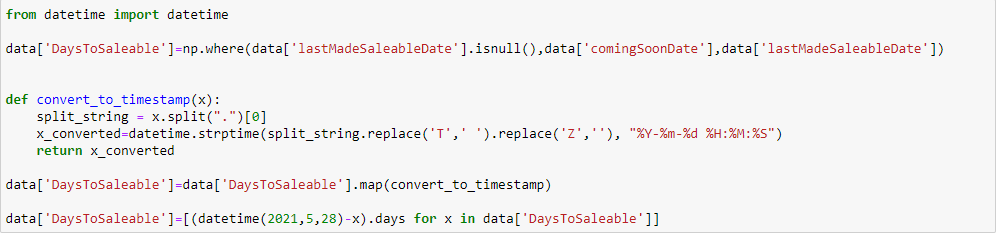 from datetime import datetime
data['DaysToSaleable']=np.where(data['lastMadeSaleableDate'].isnull(),data['comingSoonDate'],data['lastMadeSaleableDate'])
def convert_to_timestamp(x):
    split_string = x.split(".")[0]
    x_converted=datetime.strptime(split_string.replace('T',' ').replace('Z',''), "%Y-%m-%d %H:%M:%S")
    return x_converted
data['DaysToSaleable']=data['DaysToSaleable'].map(convert_to_timestamp)
data['DaysToSaleable']=[(datetime(2021,5,28)-x).days for x in data['DaysToSaleable']]